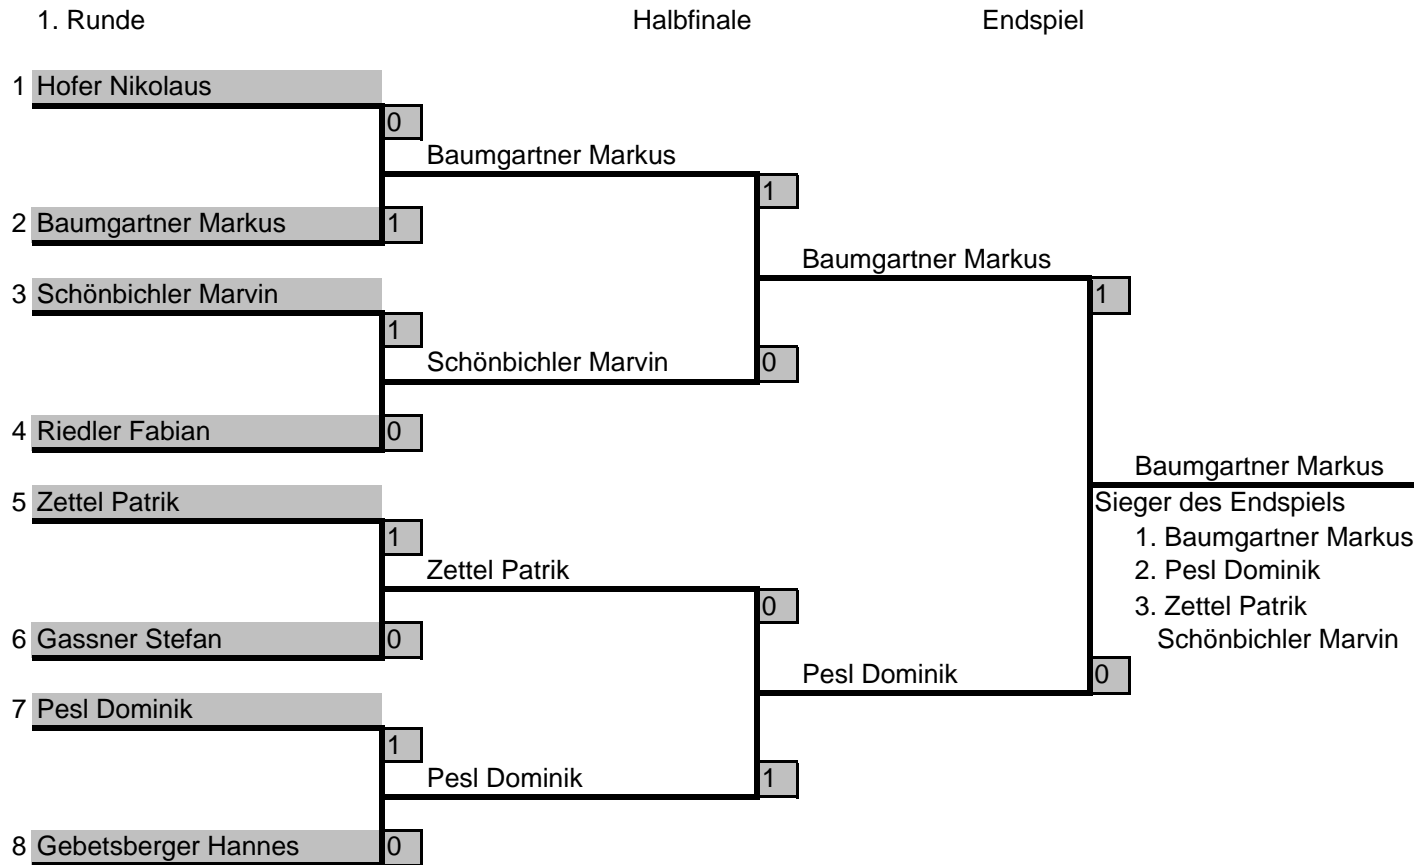 1. Runde Halbfinale Endspiel
1 Hofer Nikolaus
0
Baumgartner Markus
1
2 Baumgartner Markus 1
Baumgartner Markus
3 Schönbichler Marvin
1
1
Schönbichler Marvin 0
4 Riedler Fabian 0
Baumgartner Markus
5 Zettel Patrik
Sieger des Endspiels
1
1. Baumgartner Markus
Zettel Patrik
2. Pesl Dominik
0
3. Zettel Patrik
6 Gassner Stefan 0
Schönbichler Marvin
Pesl Dominik 0
7 Pesl Dominik
1
Pesl Dominik 1
8 Gebetsberger Hannes 0